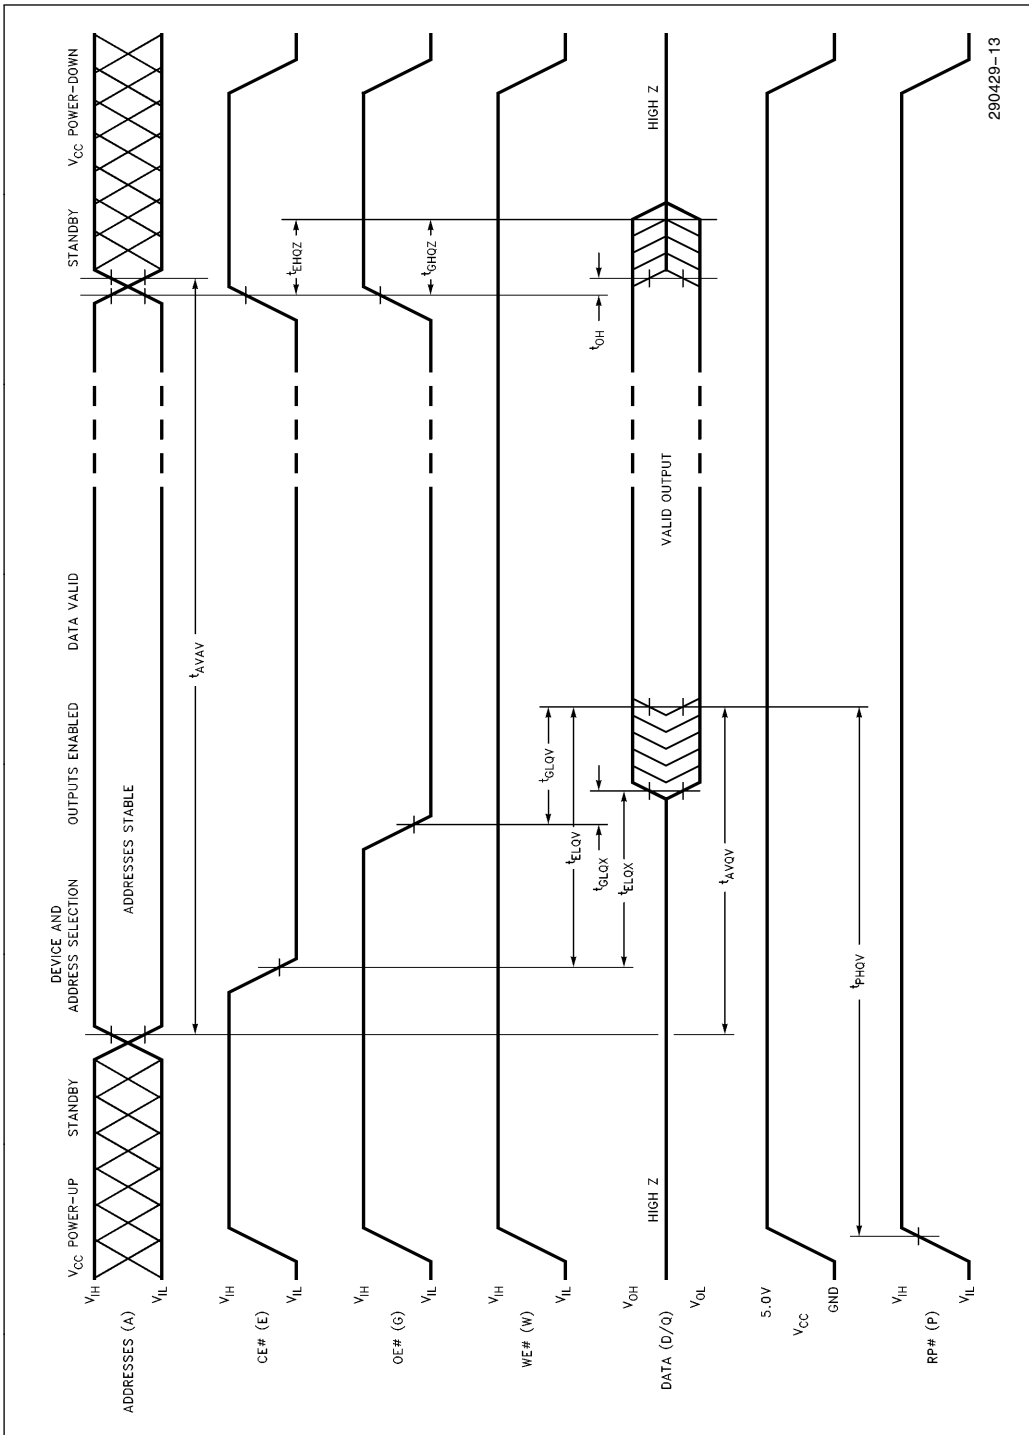 V_CC POWER-UP
STANDBY
DEVICE AND
ADDRESS SELECTION
OUTPUTS ENABLED
DATA VALID
STANDBY
V_CC POWER-DOWN
V_IH
ADDRESSES (A)
V_IL
ADDRESSES STABLE
t_AVAV
V_IH
CE# (E)
V_IL
t_EHQZ
V_IH
OE# (G)
V_IL
t_GHQZ
V_IH
WE# (W)
V_IL
t_GLQV
t_ELQV
t_GLQX
t_ELQX
t_OH
V_OH
DATA (D/Q)
V_OL
HIGH Z
VALID OUTPUT
HIGH Z
t_AVQV
5.0V
V_CC
GND
t_PHQV
V_IH
RP# (P)
V_IL
290429-13